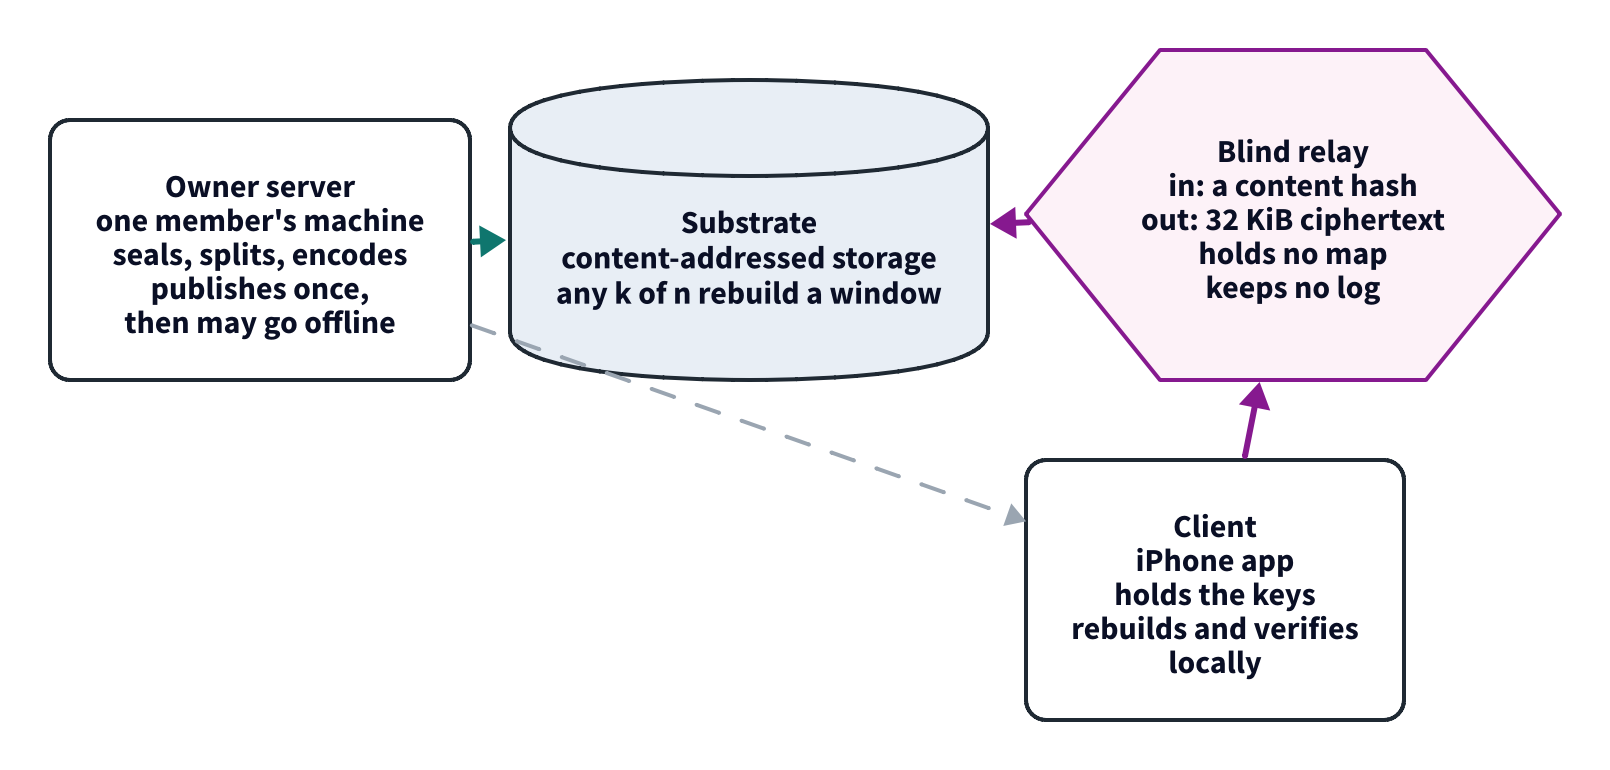 Owner server
one member's machine
seals, splits, encodes
publishes once,
then may go offline
Substrate
content-addressed storage
any k of n rebuild a window
Blind relay
in: a content hash
out: 32 KiB ciphertext
holds no map
keeps no log
Client
iPhone app
holds the keys
rebuilds and verifies
locally